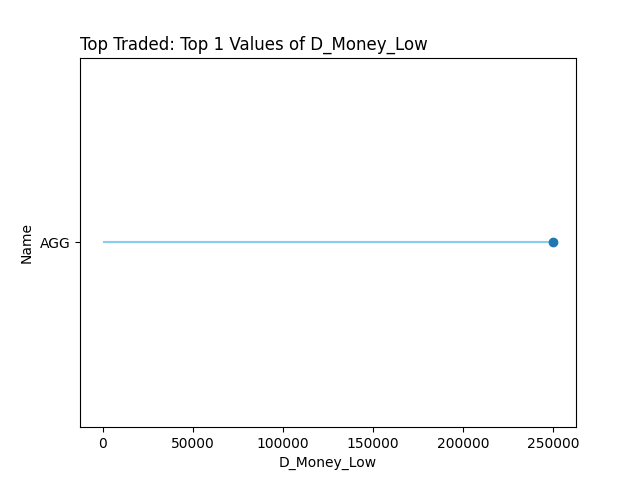 Top Traded: Top 1 Values of D_Money_Low
Name
AGG
0 50000 100000 150000 200000 250000
D_Money_Low